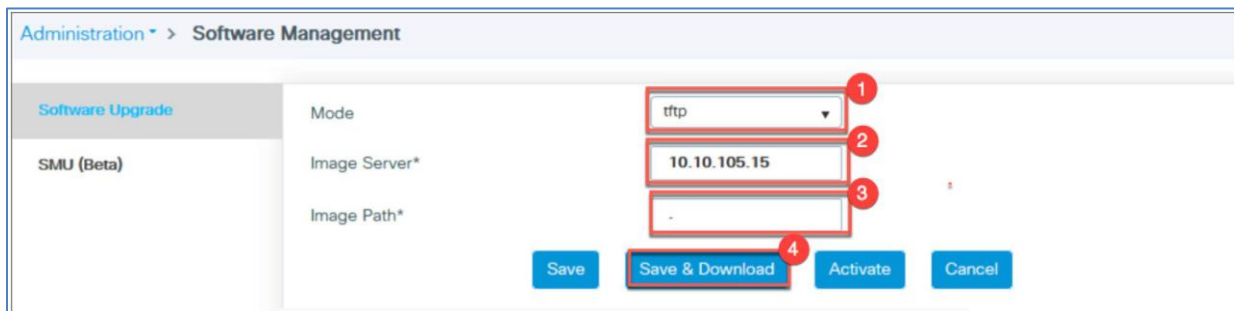 Administration > Software Management
Software Upgrade
SMU (Beta)
Mode
tftp
1
Image Server*
10.10.105.15
2
Image Path*
-
3
Save
Save & Download
4
Activate
Cancel